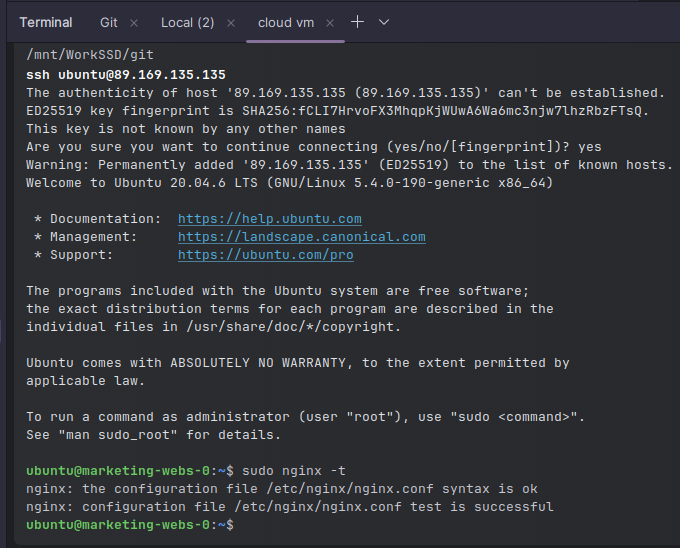 Terminal Git × Local (2) × cloud vm ×
/mnt/WorkSSD/git
ssh ubuntu@89.169.135.135
The authenticity of host '89.169.135.135 (89.169.135.135)' can't be established.
ED25519 key fingerprint is SHA256:fCLI7HrvoFX3MhqpKjWUwA6Wa6mc3njw7lhzRbzFTsQ.
This key is not known by any other names
Are you sure you want to continue connecting (yes/no/[fingerprint])? yes
Warning: Permanently added '89.169.135.135' (ED25519) to the list of known hosts.
Welcome to Ubuntu 20.04.6 LTS (GNU/Linux 5.4.0-190-generic x86_64)
* Documentation: https://help.ubuntu.com
* Management: https://landscape.canonical.com
* Support: https://ubuntu.com/pro
The programs included with the Ubuntu system are free software;
the exact distribution terms for each program are described in the
individual files in /usr/share/doc/*/copyright.
Ubuntu comes with ABSOLUTELY NO WARRANTY, to the extent permitted by
applicable law.
To run a command as administrator (user "root"), use "sudo <command>".
See "man sudo_root" for details.
ubuntu@marketing-webs-0:~$ sudo nginx -t
nginx: the configuration file /etc/nginx/nginx.conf syntax is ok
nginx: configuration file /etc/nginx/nginx.conf test is successful
ubuntu@marketing-webs-0:~$